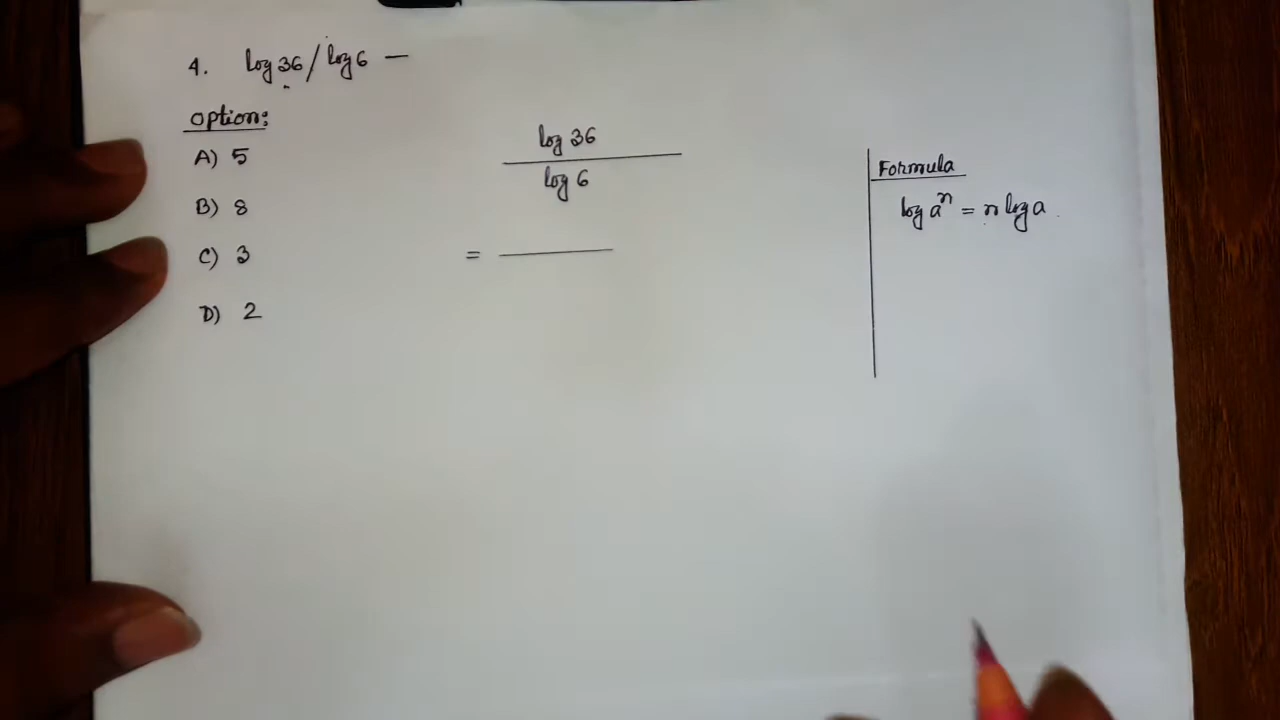 4. log 36 / log 6 —
Option:
A) 5
B) 8
C) 3
D) 2
log 36
log 6
=
Formula
log aⁿ = n log a